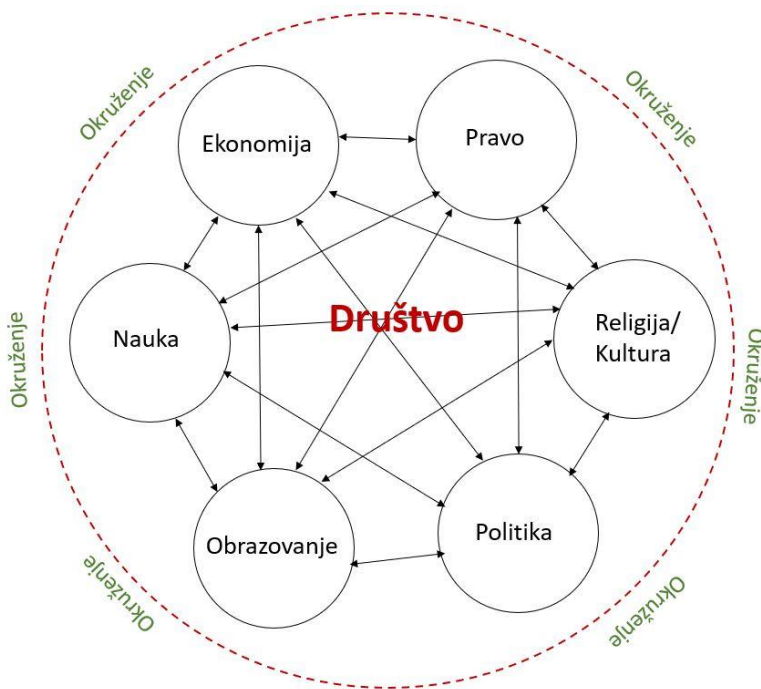 Okruženje
Okruženje
Ekonomija
Pravo
Okruženje
Nauka
Društvo
Religija/
Kultura
Okruženje
Obrazovanje
Politika
Okruženje
Okruženje